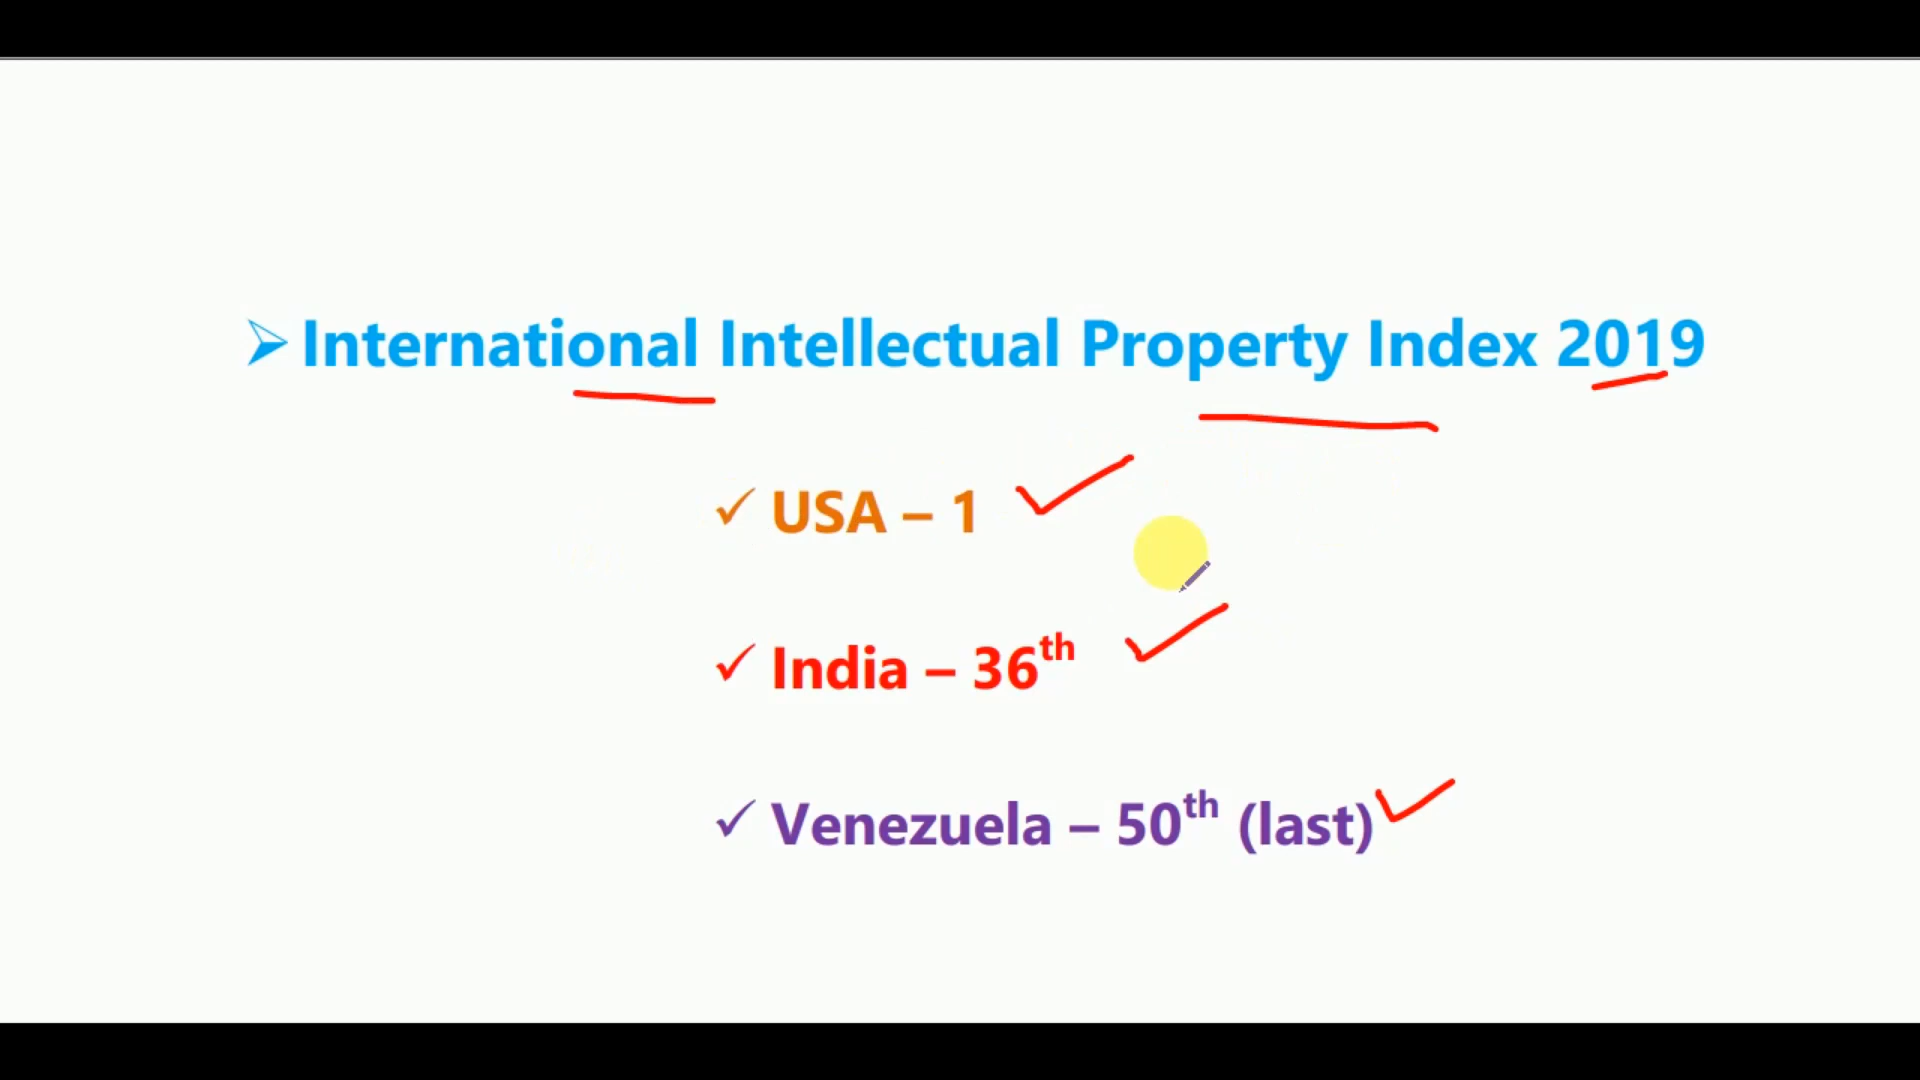 International Intellectual Property Index 2019
USA – 1
India – 36th
Venezuela – 50th (last)